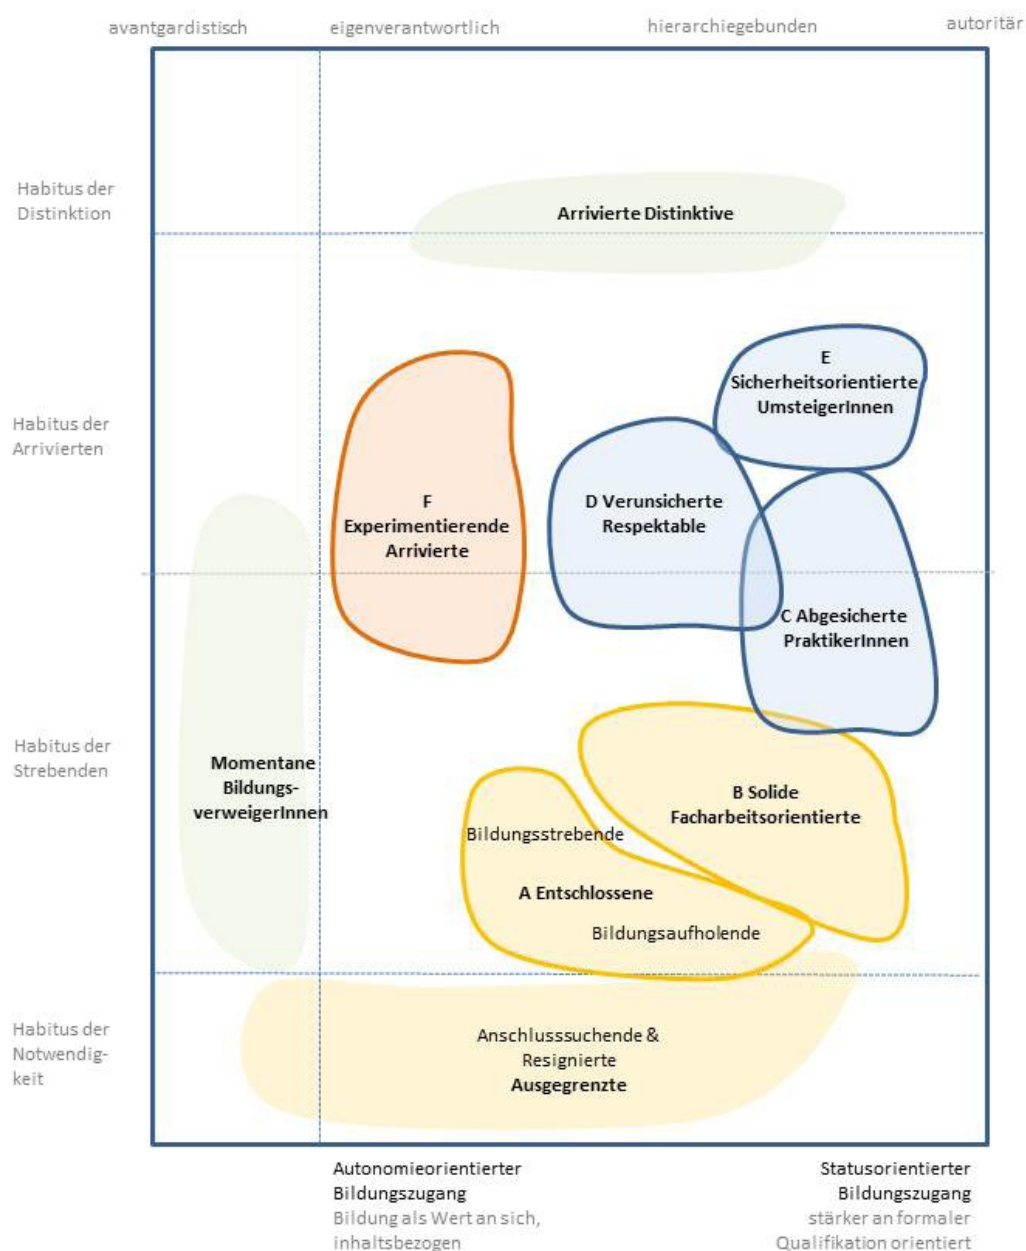 avantgardistisch eigenverantwortlich hierarchiegebunden autoritär
Habitus der
Distinktion
Arrivierte Distinktive
E
Sicherheitsorientierte
UmsteigerInnen
Habitus der
Arrivierten
F
Experimentierende
Arrivierte
D Verunsicherte
Respektable
C Abgesicherte
PraktikerInnen
Habitus der
Strebenden
Momentane
Bildungs-
verweigerInnen
B Solide
Facharbeitsorientierte
Bildungsstrebende
A Entschlossene
Bildungsaufholende
Habitus der
Notwendig-
keit
Anschlusssuchende &
Resignierte
Ausgegrenzte
Autonomieorientierter
Bildungszugang
Bildung als Wert an sich,
inhaltsbezogen
Statusorientierter
Bildungszugang
stärker an formaler
Qualifikation orientiert